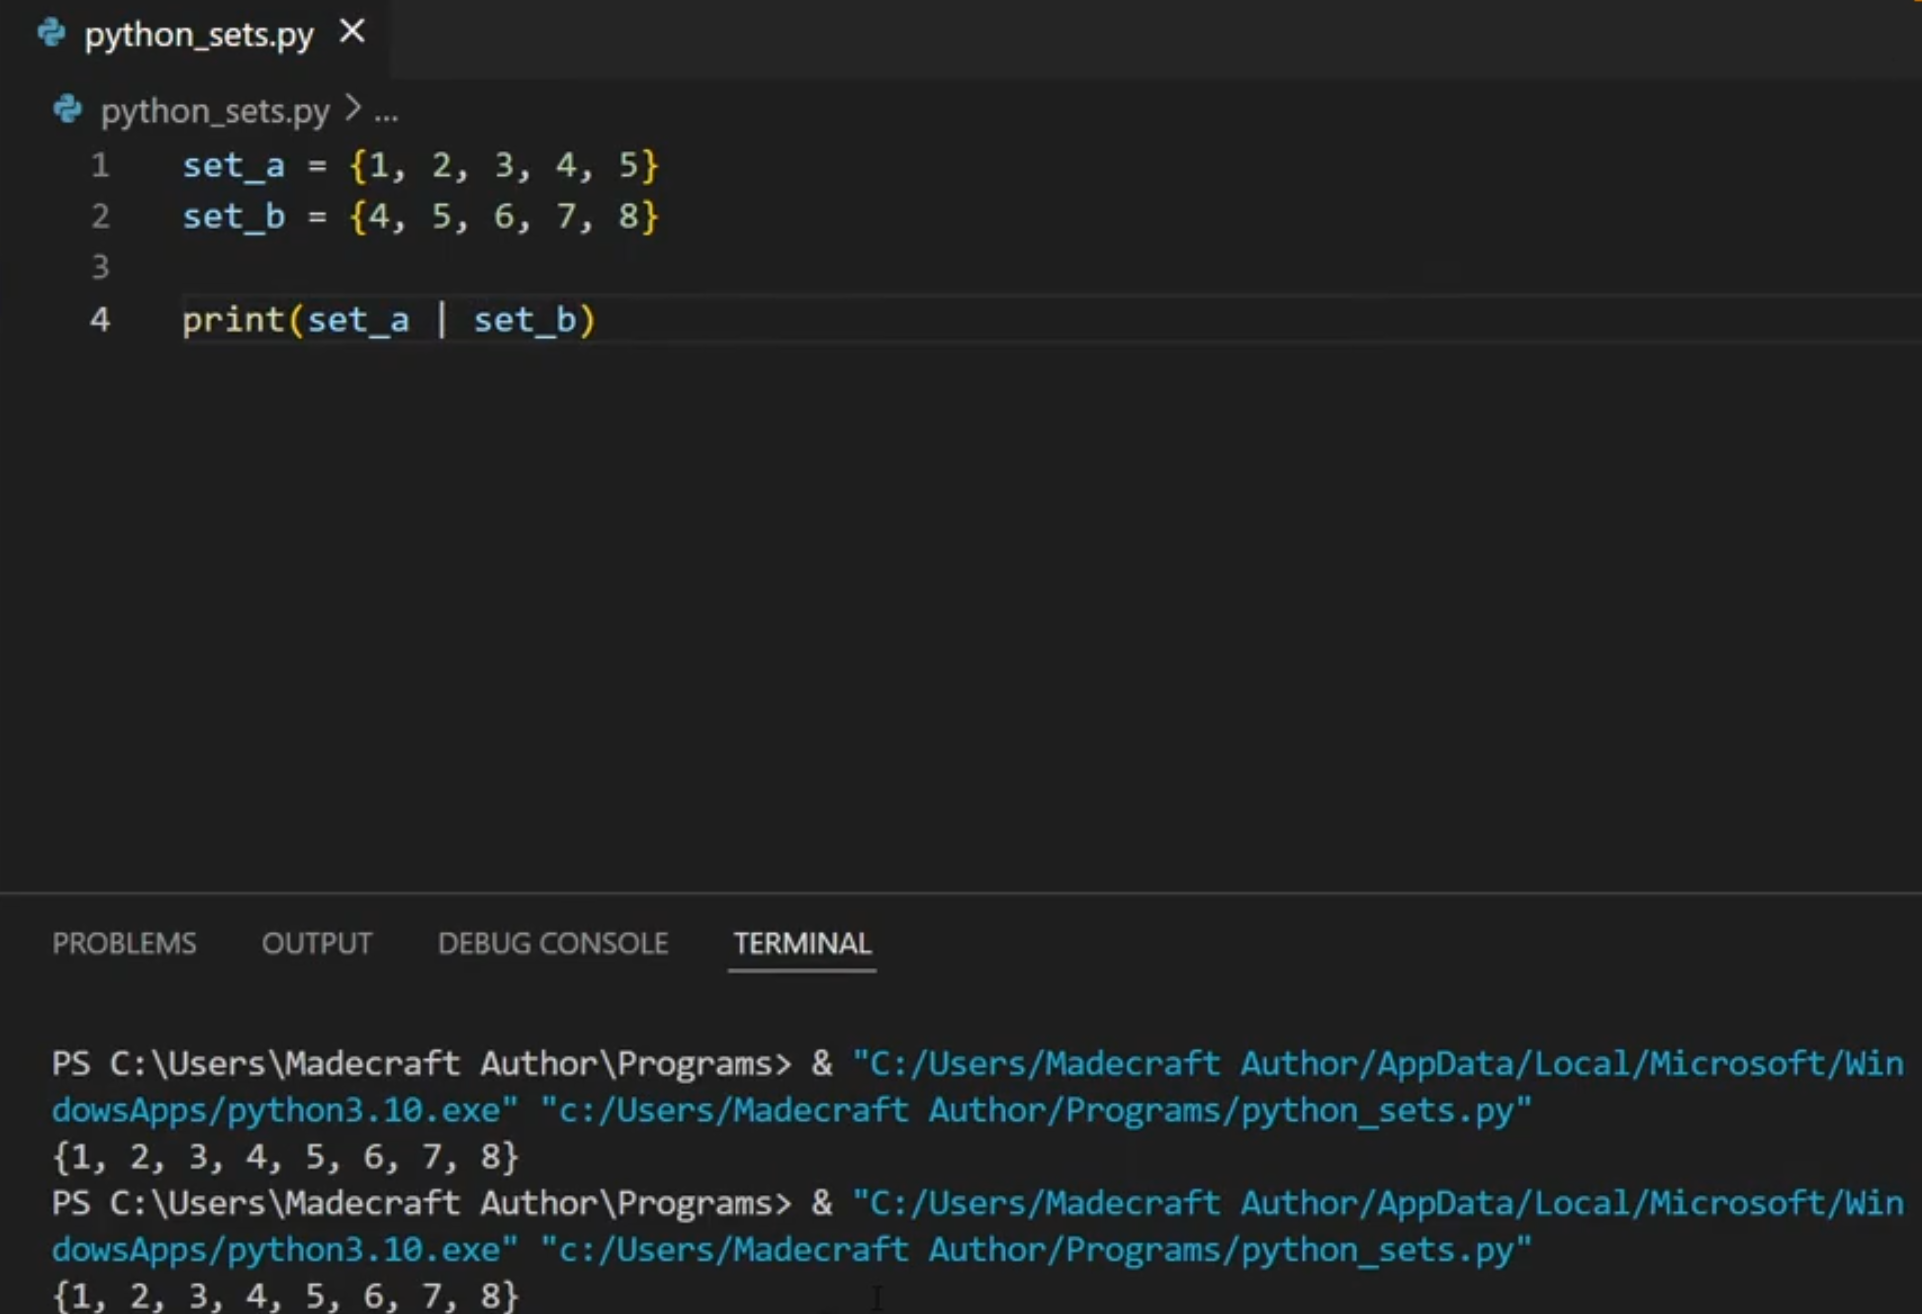 python_sets.py
python_sets.py > ...
1 set_a = {1, 2, 3, 4, 5}
2 set_b = {4, 5, 6, 7, 8}
3
4 print(set_a | set_b)
PROBLEMS OUTPUT DEBUG CONSOLE TERMINAL
PS C:\Users\Madecraft Author\Programs> & "C:/Users/Madecraft Author/AppData/Local/Microsoft/Win
dowsApps/python3.10.exe" "c:/Users/Madecraft Author/Programs/python_sets.py"
{1, 2, 3, 4, 5, 6, 7, 8}
PS C:\Users\Madecraft Author\Programs> & "C:/Users/Madecraft Author/AppData/Local/Microsoft/Win
dowsApps/python3.10.exe" "c:/Users/Madecraft Author/Programs/python_sets.py"
{1, 2, 3, 4, 5, 6, 7, 8}